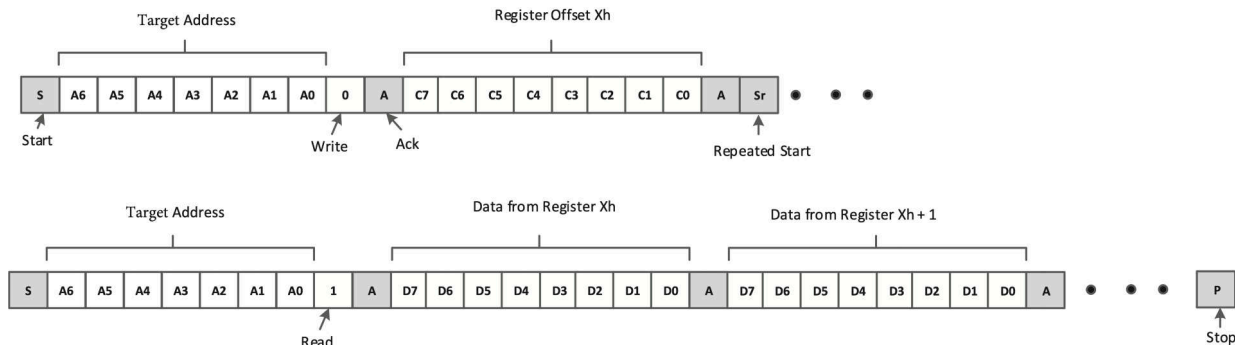 Target Address Register Offset Xh
S A6 A5 A4 A3 A2 A1 A0 0 A C7 C6 C5 C4 C3 C2 C1 C0 A Sr
Start Write Ack Repeated Start
Target Address Data from Register Xh Data from Register Xh + 1
S A6 A5 A4 A3 A2 A1 A0 1 A D7 D6 D5 D4 D3 D2 D1 D0 A D7 D6 D5 D4 D3 D2 D1 D0 A P
Read Stop